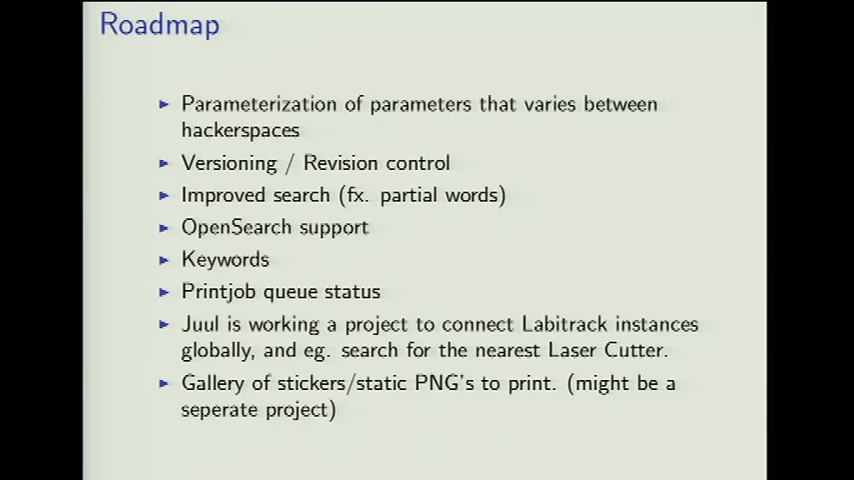 Roadmap
Parameterization of parameters that varies between
hackerspaces
Versioning / Revision control
Improved search (fx. partial words)
OpenSearch support
Keywords
Printjob queue status
Juul is working a project to connect Labitrack instances
globally, and eg. search for the nearest Laser Cutter.
Gallery of stickers/static PNG's to print. (might be a
seperate project)